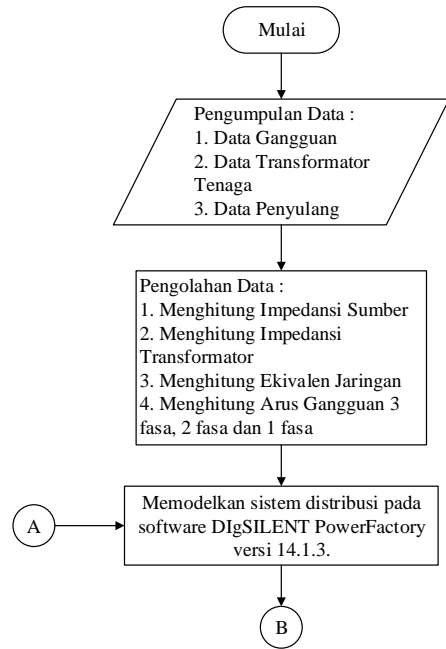 Mulai
Pengumpulan Data :
1. Data Gangguan
2. Data Transformator
Tenaga
3. Data Penyulang
Pengolahan Data :
1. Menghitung Impedansi Sumber
2. Menghitung Impedansi
Transformator
3. Menghitung Ekivalen Jaringan
4. Menghitung Arus Gangguan 3
fasa, 2 fasa dan 1 fasa
A
Memodelkan sistem distribusi pada
software DIgSILENT PowerFactory
versi 14.1.3.
B